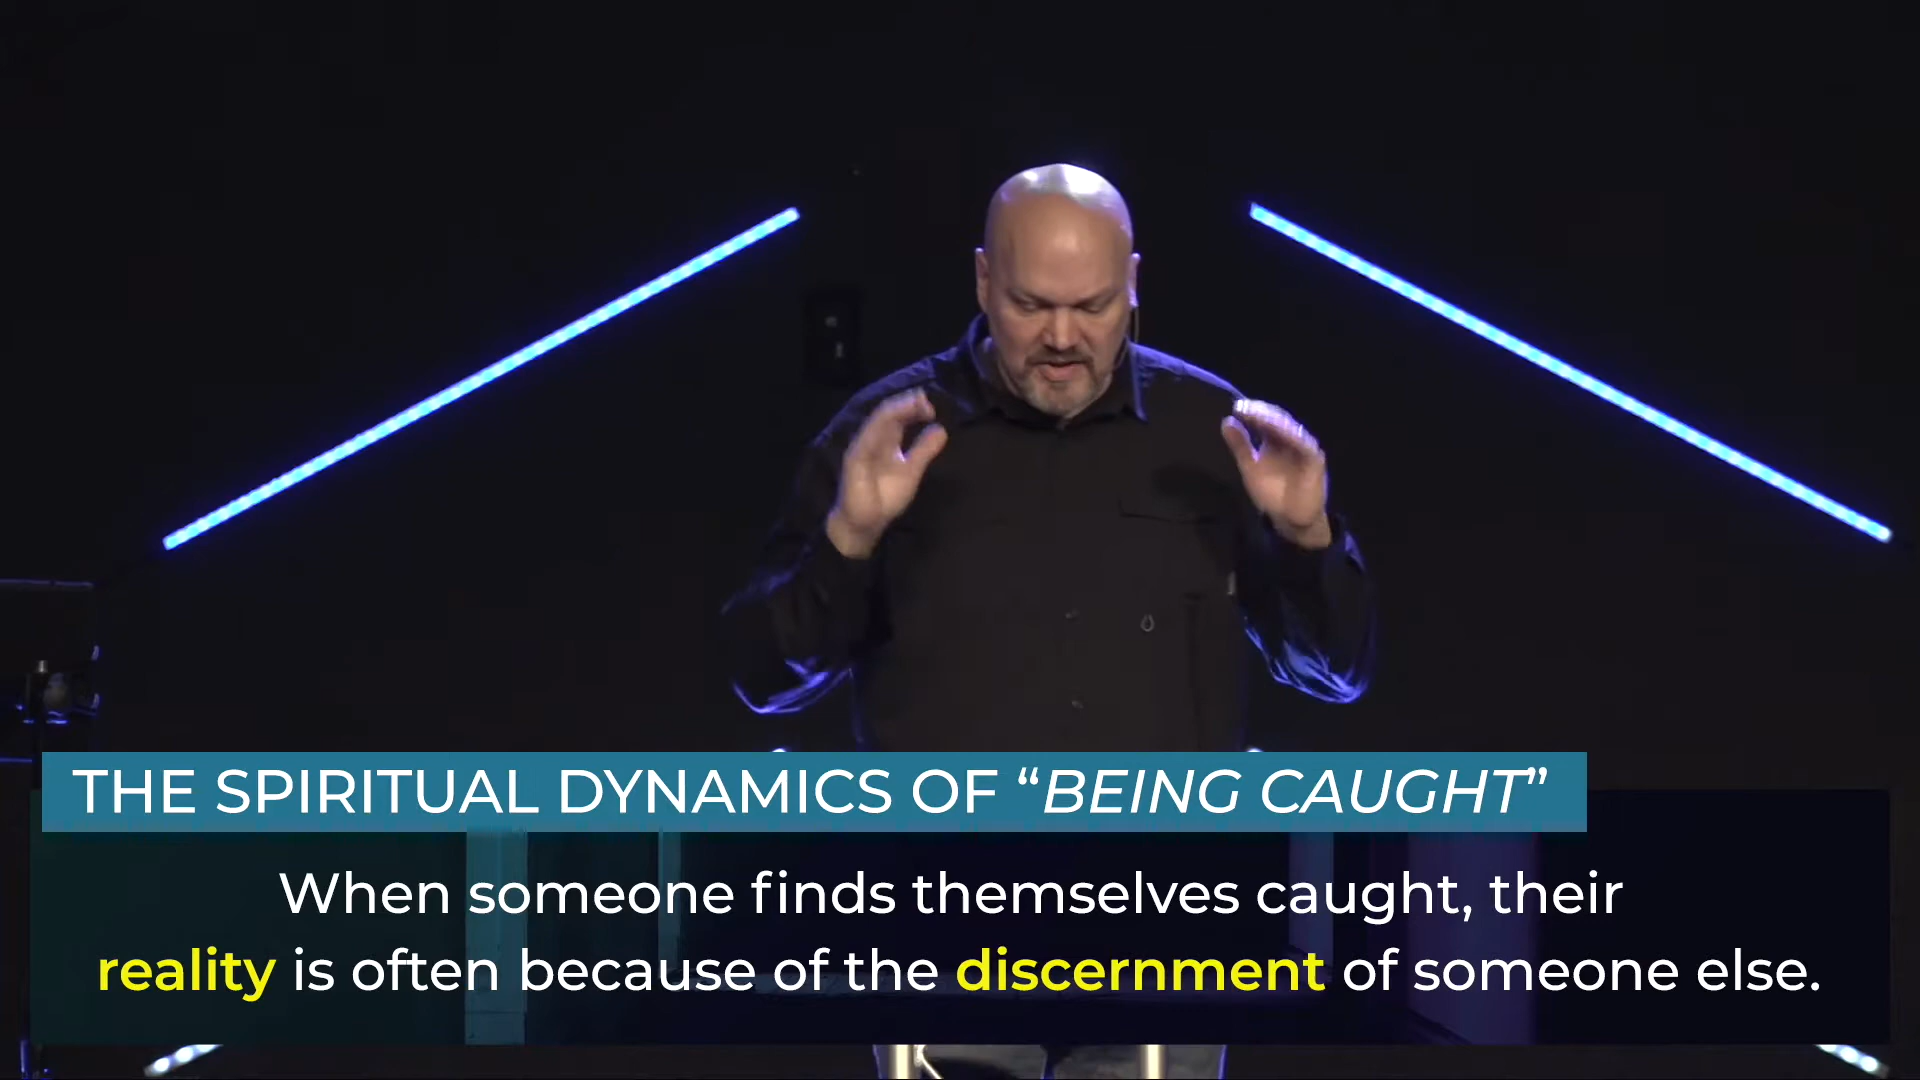 THE SPIRITUAL DYNAMICS OF “BEING CAUGHT”
When someone finds themselves caught, their
reality is often because of the discernment of someone else.